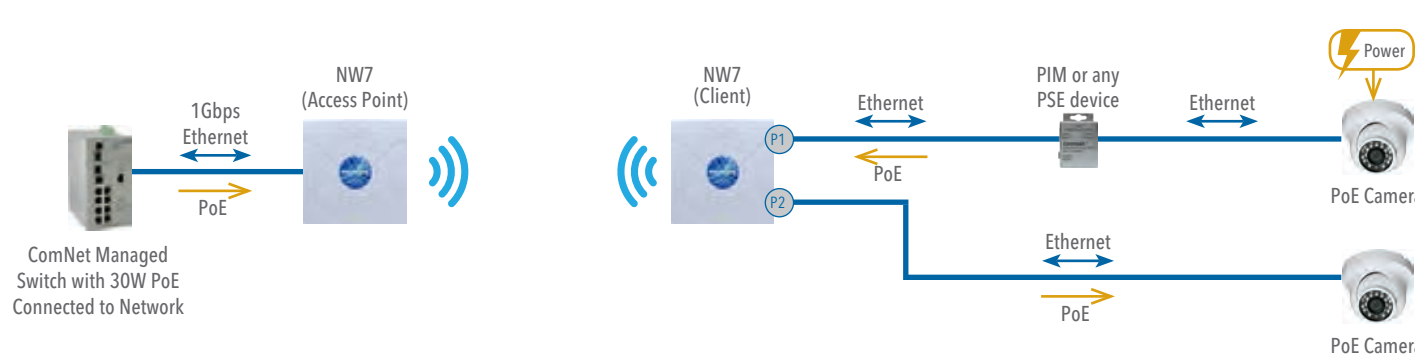 Power
NW7
(Access Point)
NW7
(Client)
PIM or any
PSE device
1Gbps
Ethernet
Ethernet
Ethernet
P1
PoE
PoE
P2
PoE Camera
ComNet Managed
Switch with 30W PoE
Connected to Network
Ethernet
PoE
PoE Camera